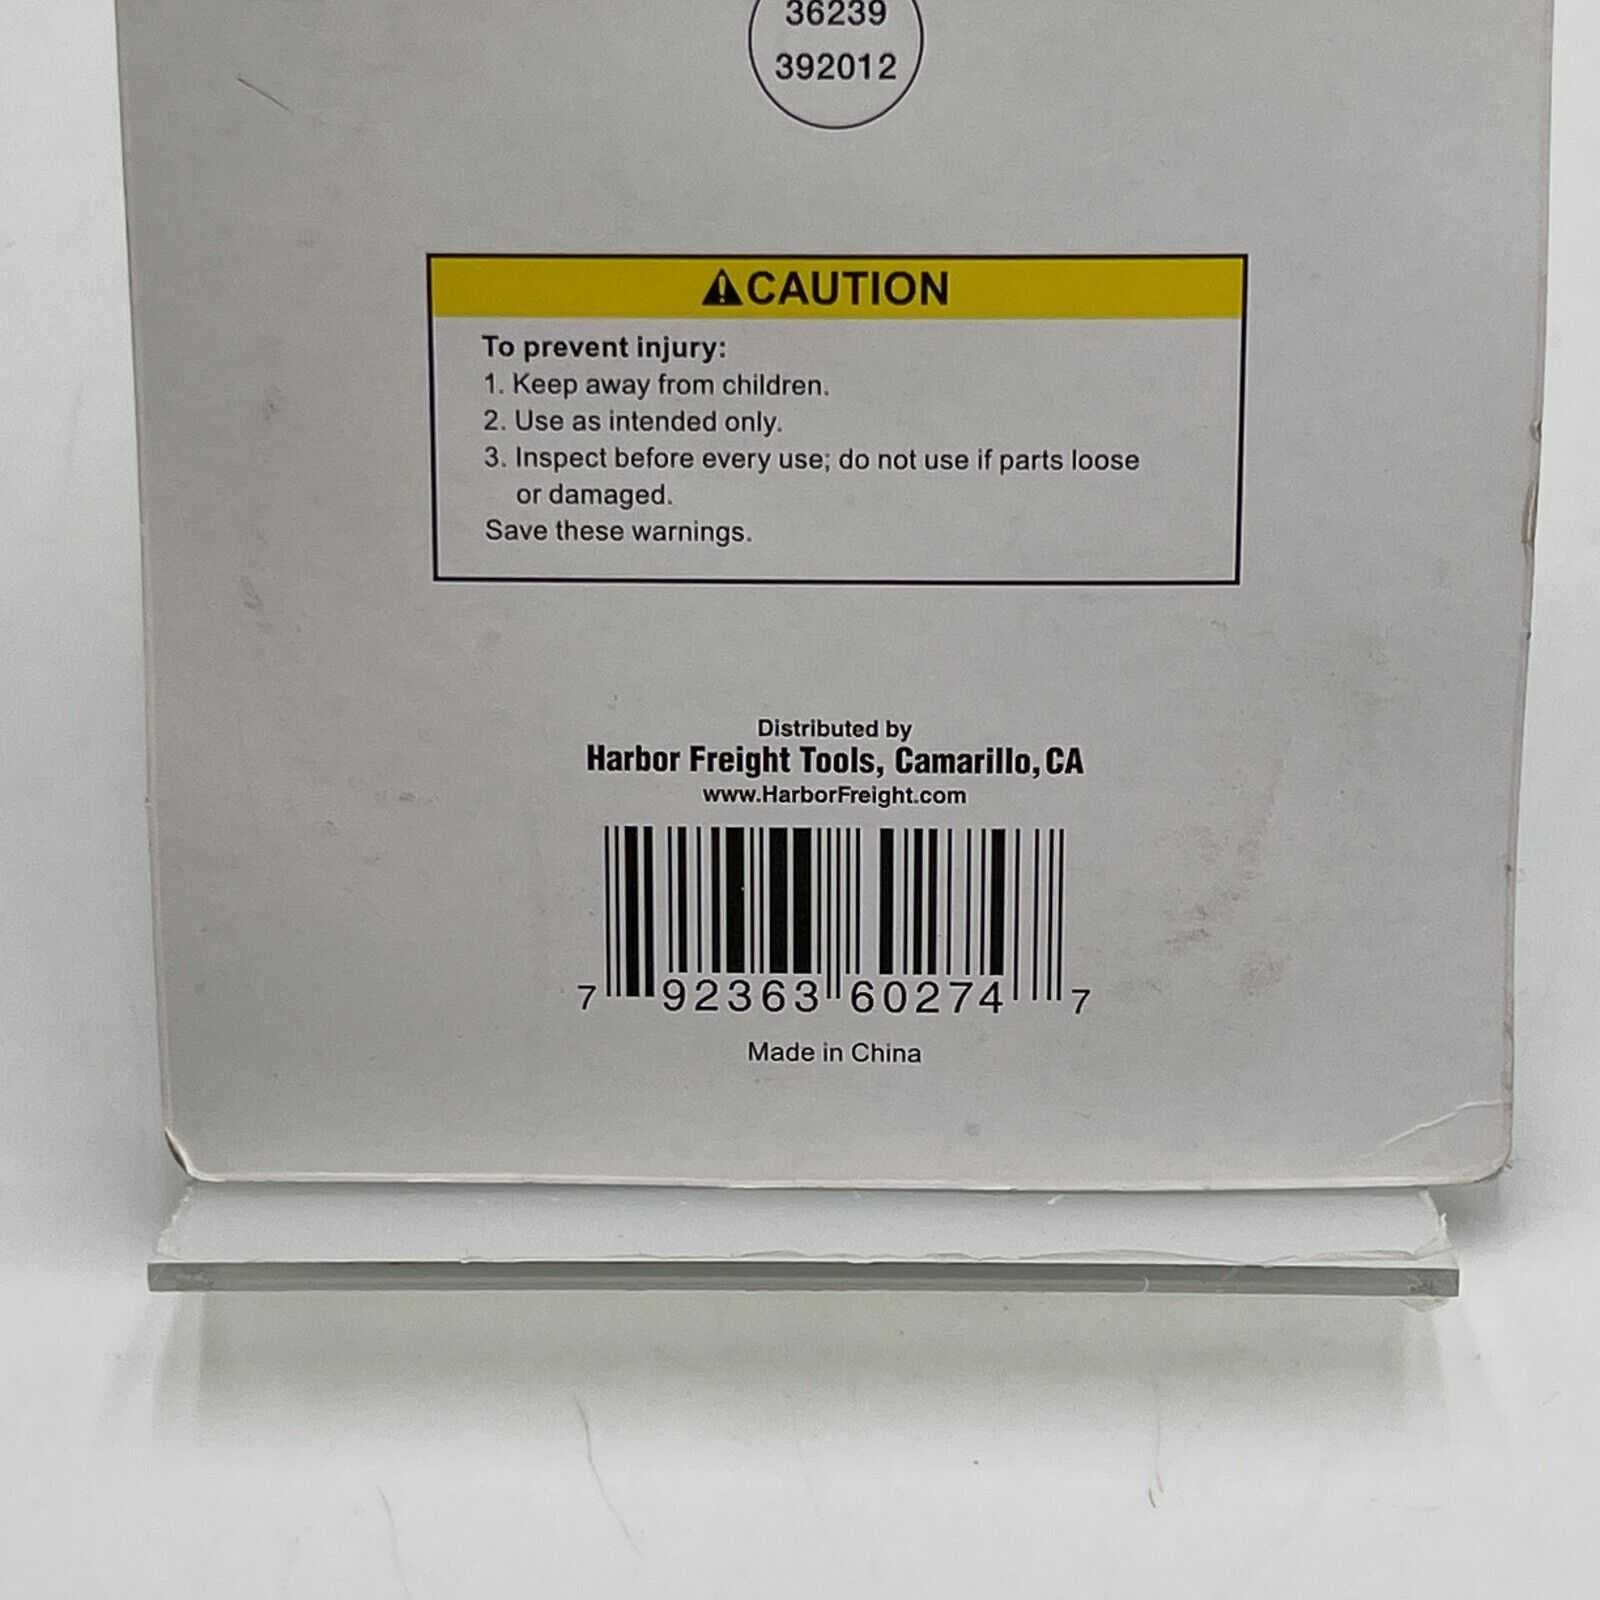 36239
392012
⚠CAUTION
To prevent injury:
1. Keep away from children.
2. Use as intended only.
3. Inspect before every use; do not use if parts loose
or damaged.
Save these warnings.
Distributed by
Harbor Freight Tools, Camarillo, CA
www.HarborFreight.com
7 92363 60274 7
Made in China